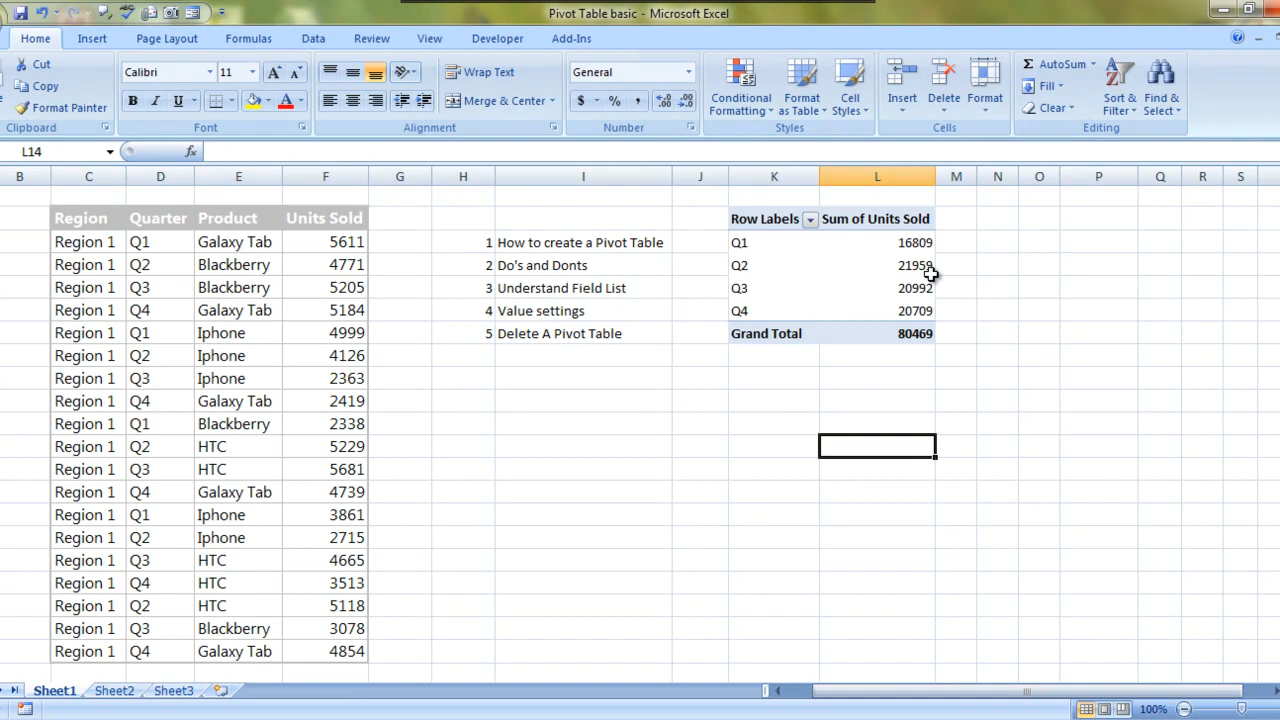 Pivot Table basic - Microsoft Excel
Home Insert Page Layout Formulas Data Review View Developer Add-Ins
Cut Copy Format Painter Clipboard
Calibri 11 B I U A Font
Wrap Text Merge & Center Alignment
General $ % , Number
Conditional Formatting Format as Table Cell Styles Styles
Insert Delete Format Cells
AutoSum Fill Clear Sort & Filter Find & Select Editing
L14 fx
B C D E F G H I J K L M N O P Q R S
Region Quarter Product Units Sold Row Labels Sum of Units Sold
Region 1 Q1 Galaxy Tab 5611 1 How to create a Pivot Table Q1 16809
Region 1 Q2 Blackberry 4771 2 Do's and Donts Q2 21959
Region 1 Q3 Blackberry 5205 3 Understand Field List Q3 20992
Region 1 Q4 Galaxy Tab 5184 4 Value settings Q4 20709
Region 1 Q1 Iphone 4999 5 Delete A Pivot Table Grand Total 80469
Region 1 Q2 Iphone 4126
Region 1 Q3 Iphone 2363
Region 1 Q4 Galaxy Tab 2419
Region 1 Q1 Blackberry 2338
Region 1 Q2 HTC 5229
Region 1 Q3 HTC 5681
Region 1 Q4 Galaxy Tab 4739
Region 1 Q1 Iphone 3861
Region 1 Q2 Iphone 2715
Region 1 Q3 HTC 4665
Region 1 Q4 HTC 3513
Region 1 Q2 HTC 5118
Region 1 Q3 Blackberry 3078
Region 1 Q4 Galaxy Tab 4854
Sheet1 Sheet2 Sheet3
100%